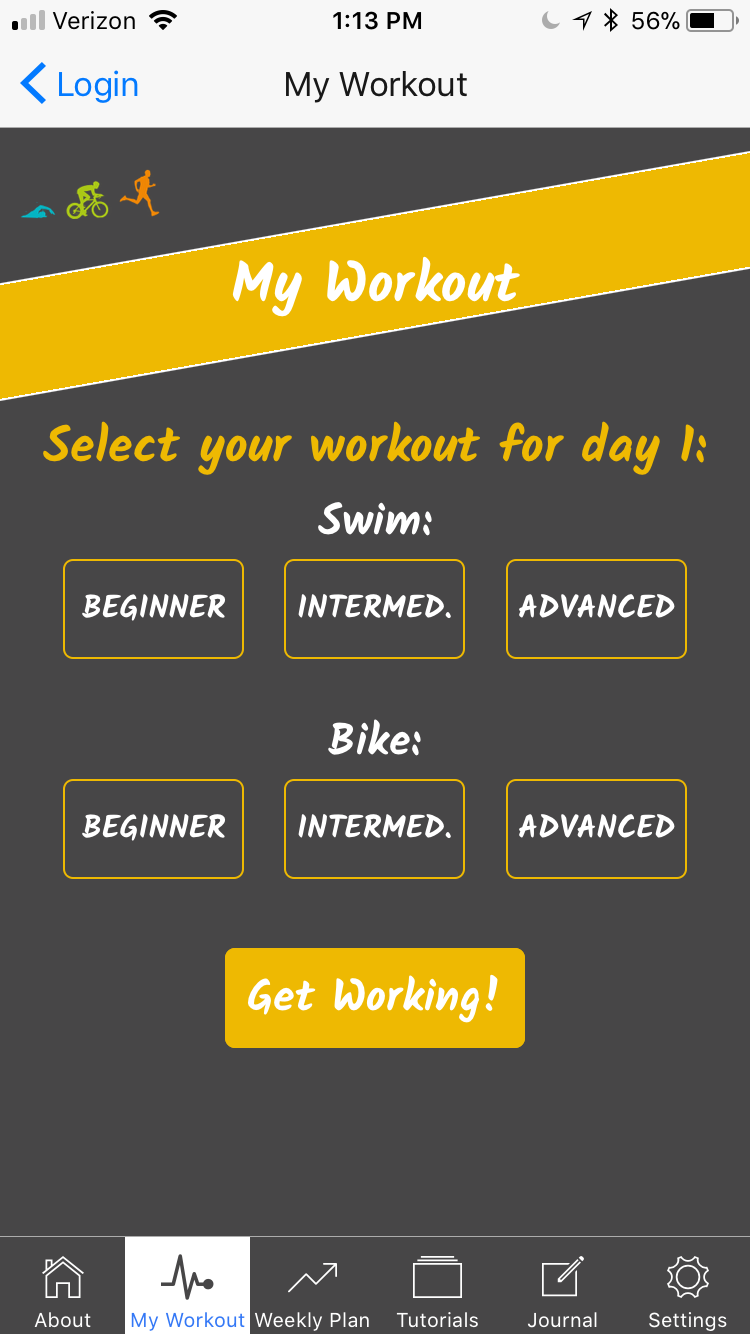 Verizon 1:13 PM 56%
Login My Workout
My Workout
Select your workout for day 1:
Swim:
BEGINNER INTERMED. ADVANCED
Bike:
BEGINNER INTERMED. ADVANCED
Get Working!
About My Workout Weekly Plan Tutorials Journal Settings